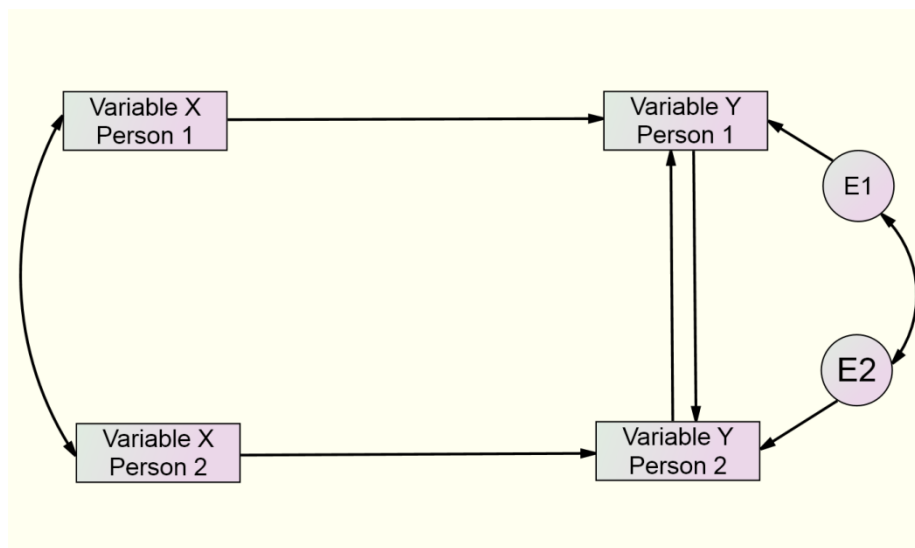 Variable X
Person 1
Variable Y
Person 1
E1
E2
Variable X
Person 2
Variable Y
Person 2